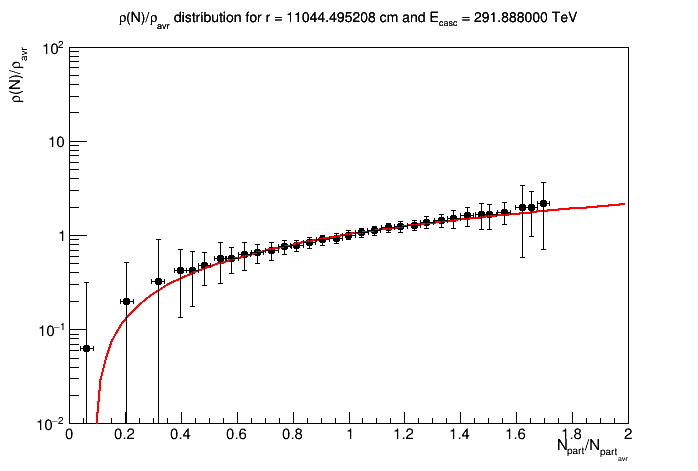 ρ(N)/ρavr distribution for r = 11044.495208 cm and Ecasc = 291.888000 TeV
ρ(N)/ρavr
10²
10
1
10⁻¹
10⁻²
0 0.2 0.4 0.6 0.8 1 1.2 1.4 1.6 1.8 2
Npart/Npartavr